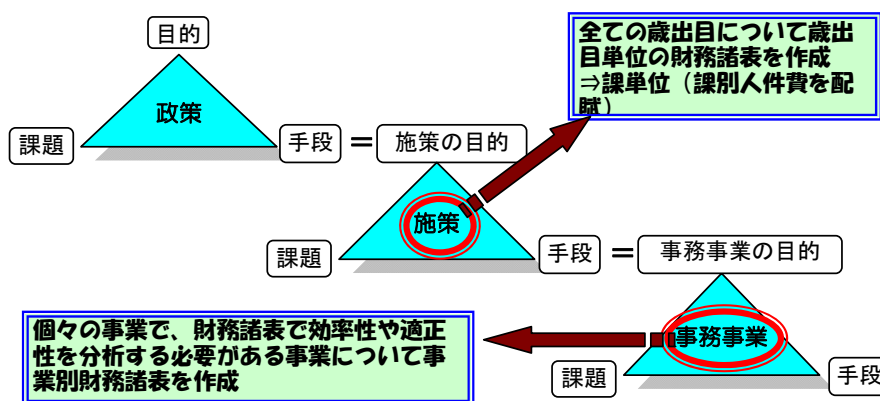 目的
全ての歳出目について歳出
目単位の財務諸表を作成
⇒課単位(課別人件費を配
賦)
政策
課題
手段
=
施策の目的
施策
課題
手段
=
事務事業の目的
個々の事業で、財務諸表で効率性や適正
性を分析する必要がある事業について事
業別財務諸表を作成
事務事業
課題
手段